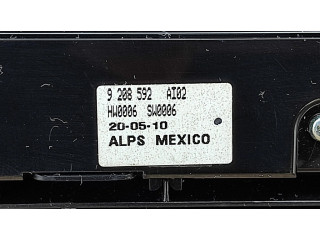 9 208 592 AI02
HW0006 SW0006
20-05-10
ALPS MEXICO